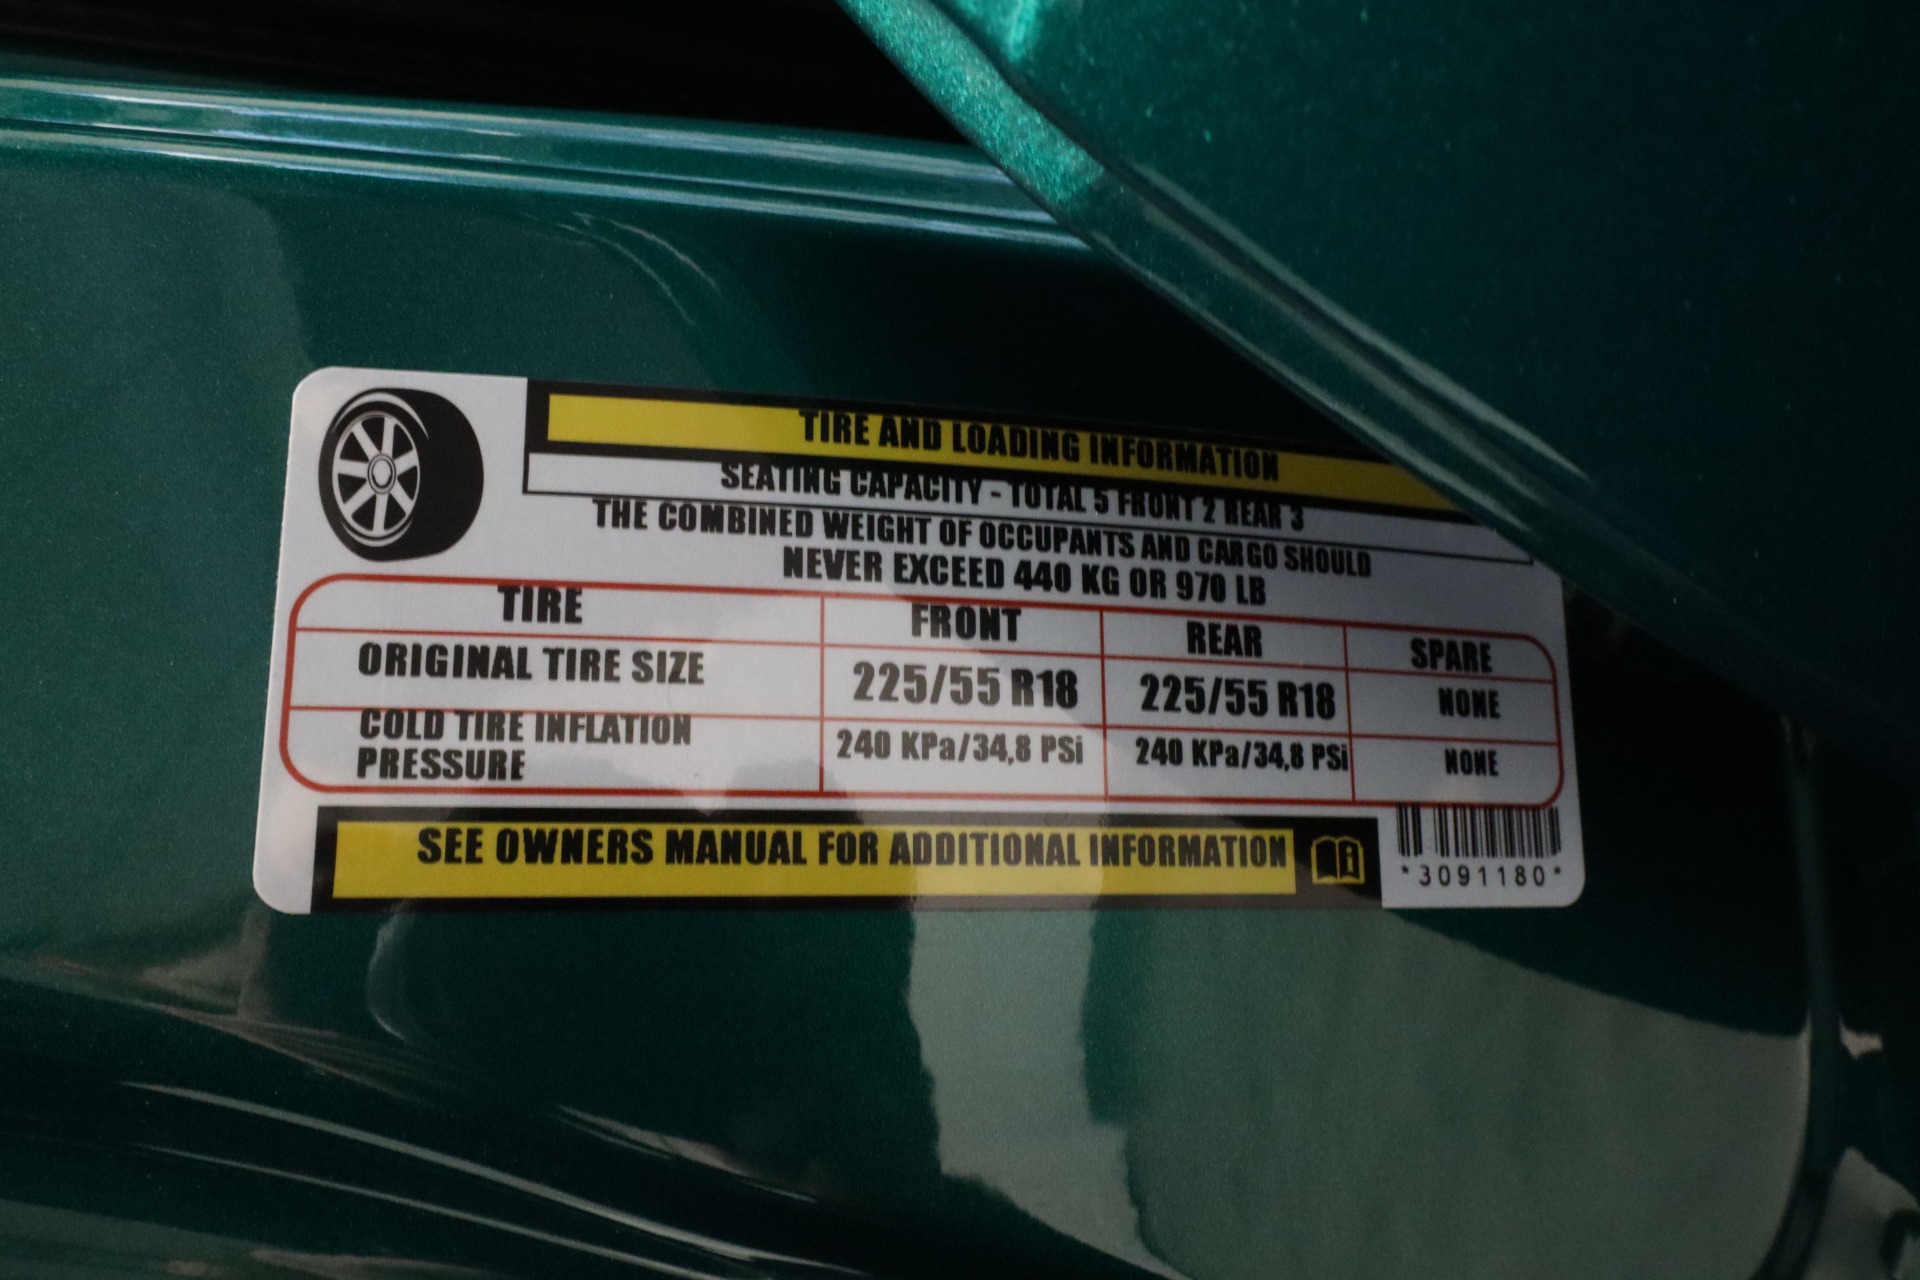 TIRE AND LOADING INFORMATION
SEATING CAPACITY - TOTAL 5 FRONT 2 REAR 3
THE COMBINED WEIGHT OF OCCUPANTS AND CARGO SHOULD
NEVER EXCEED 440 KG OR 970 LB
TIRE FRONT REAR SPARE
ORIGINAL TIRE SIZE 225/55 R18 225/55 R18 NONE
COLD TIRE INFLATION
PRESSURE 240 KPa/34,8 PSi 240 KPa/34,8 PSi NONE
SEE OWNERS MANUAL FOR ADDITIONAL INFORMATION
*3091180*